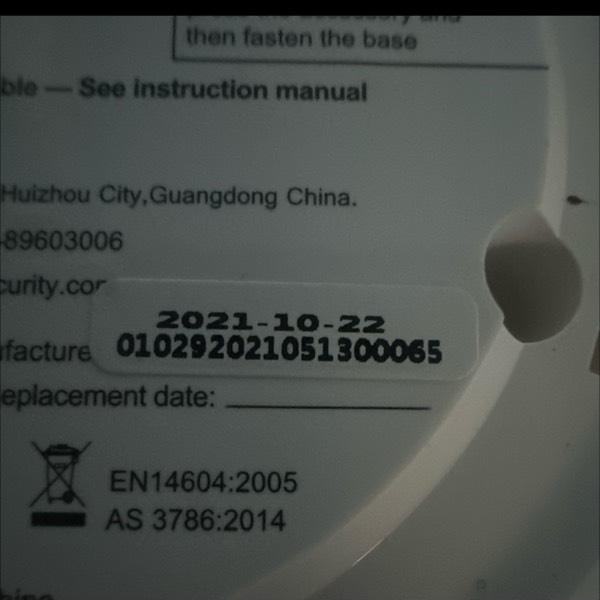 then fasten the base
ble — See instruction manual
Huizhou City,Guangdong China.
-89603006
curity.cor
2021-10-22
010292021051300065
facture
eplacement date:
EN14604:2005
AS 3786:2014